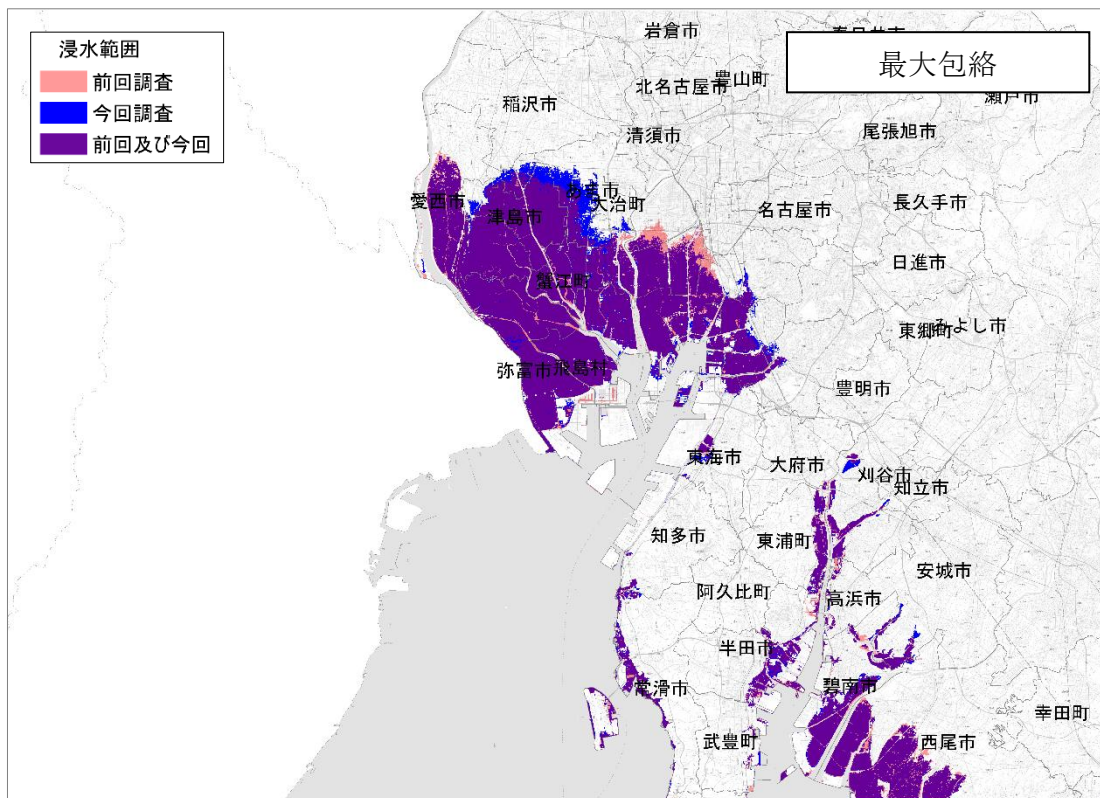 浸水範囲
前回調査
今回調査
前回及び今回
最大包絡
岩倉市
豊山町
北名古屋市
稲沢市
瀬戸市
清須市
尾張旭市
あま市
愛西市
大治町
津島市
名古屋市
長久手市
日進市
蟹江町
東郷町
みよし市
弥富市
飛島村
豊明市
東海市
大府市
刈谷市
知立市
知多市
東浦町
安城市
阿久比町
高浜市
半田市
常滑市
碧南市
幸田町
武豊町
西尾市